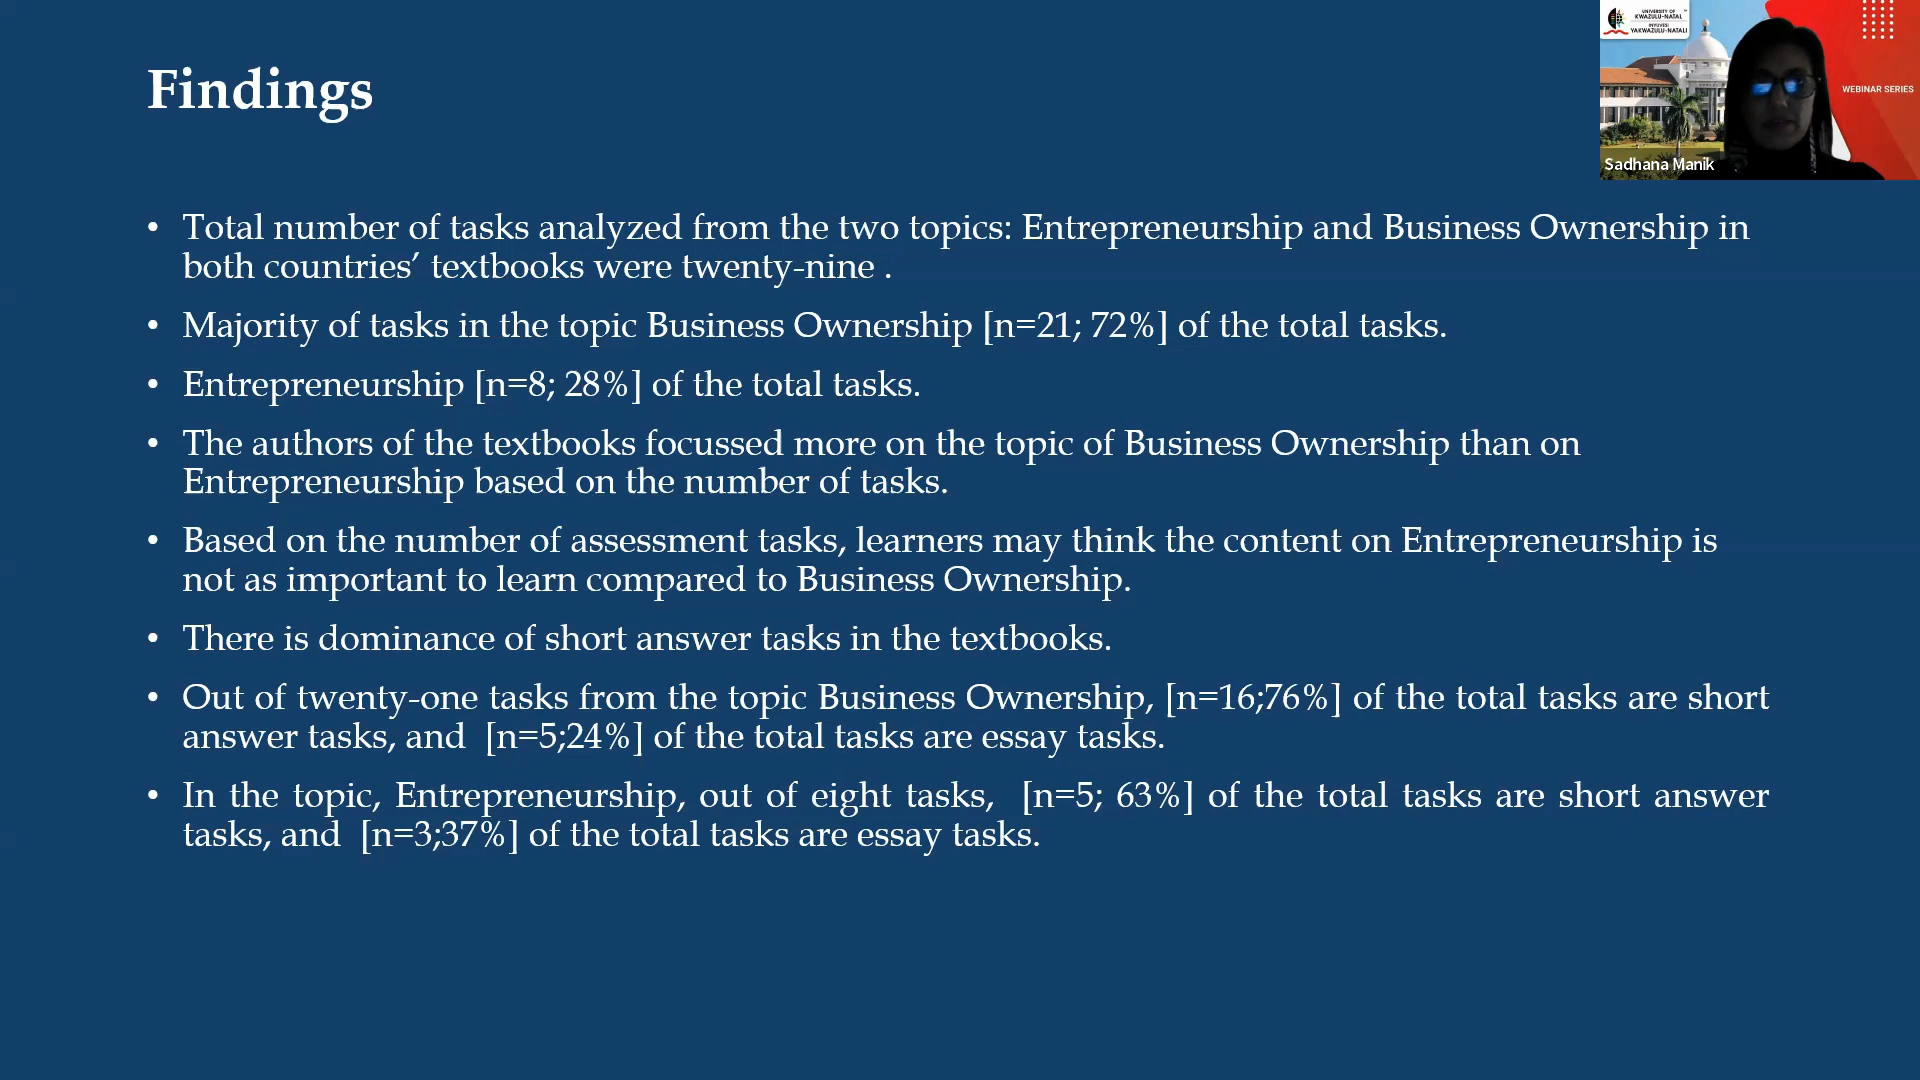 UNIVERSITY OF
KWAZULU-NATAL
INYUVESI
YAKWAZULU-NATALI
WEBINAR SERIES
Sadhana Manik
Findings
• Total number of tasks analyzed from the two topics: Entrepreneurship and Business Ownership in
both countries’ textbooks were twenty-nine .
• Majority of tasks in the topic Business Ownership [n=21; 72%] of the total tasks.
• Entrepreneurship [n=8; 28%] of the total tasks.
• The authors of the textbooks focussed more on the topic of Business Ownership than on
Entrepreneurship based on the number of tasks.
• Based on the number of assessment tasks, learners may think the content on Entrepreneurship is
not as important to learn compared to Business Ownership.
• There is dominance of short answer tasks in the textbooks.
• Out of twenty-one tasks from the topic Business Ownership, [n=16;76%] of the total tasks are short
answer tasks, and [n=5;24%] of the total tasks are essay tasks.
• In the topic, Entrepreneurship, out of eight tasks, [n=5; 63%] of the total tasks are short answer
tasks, and [n=3;37%] of the total tasks are essay tasks.